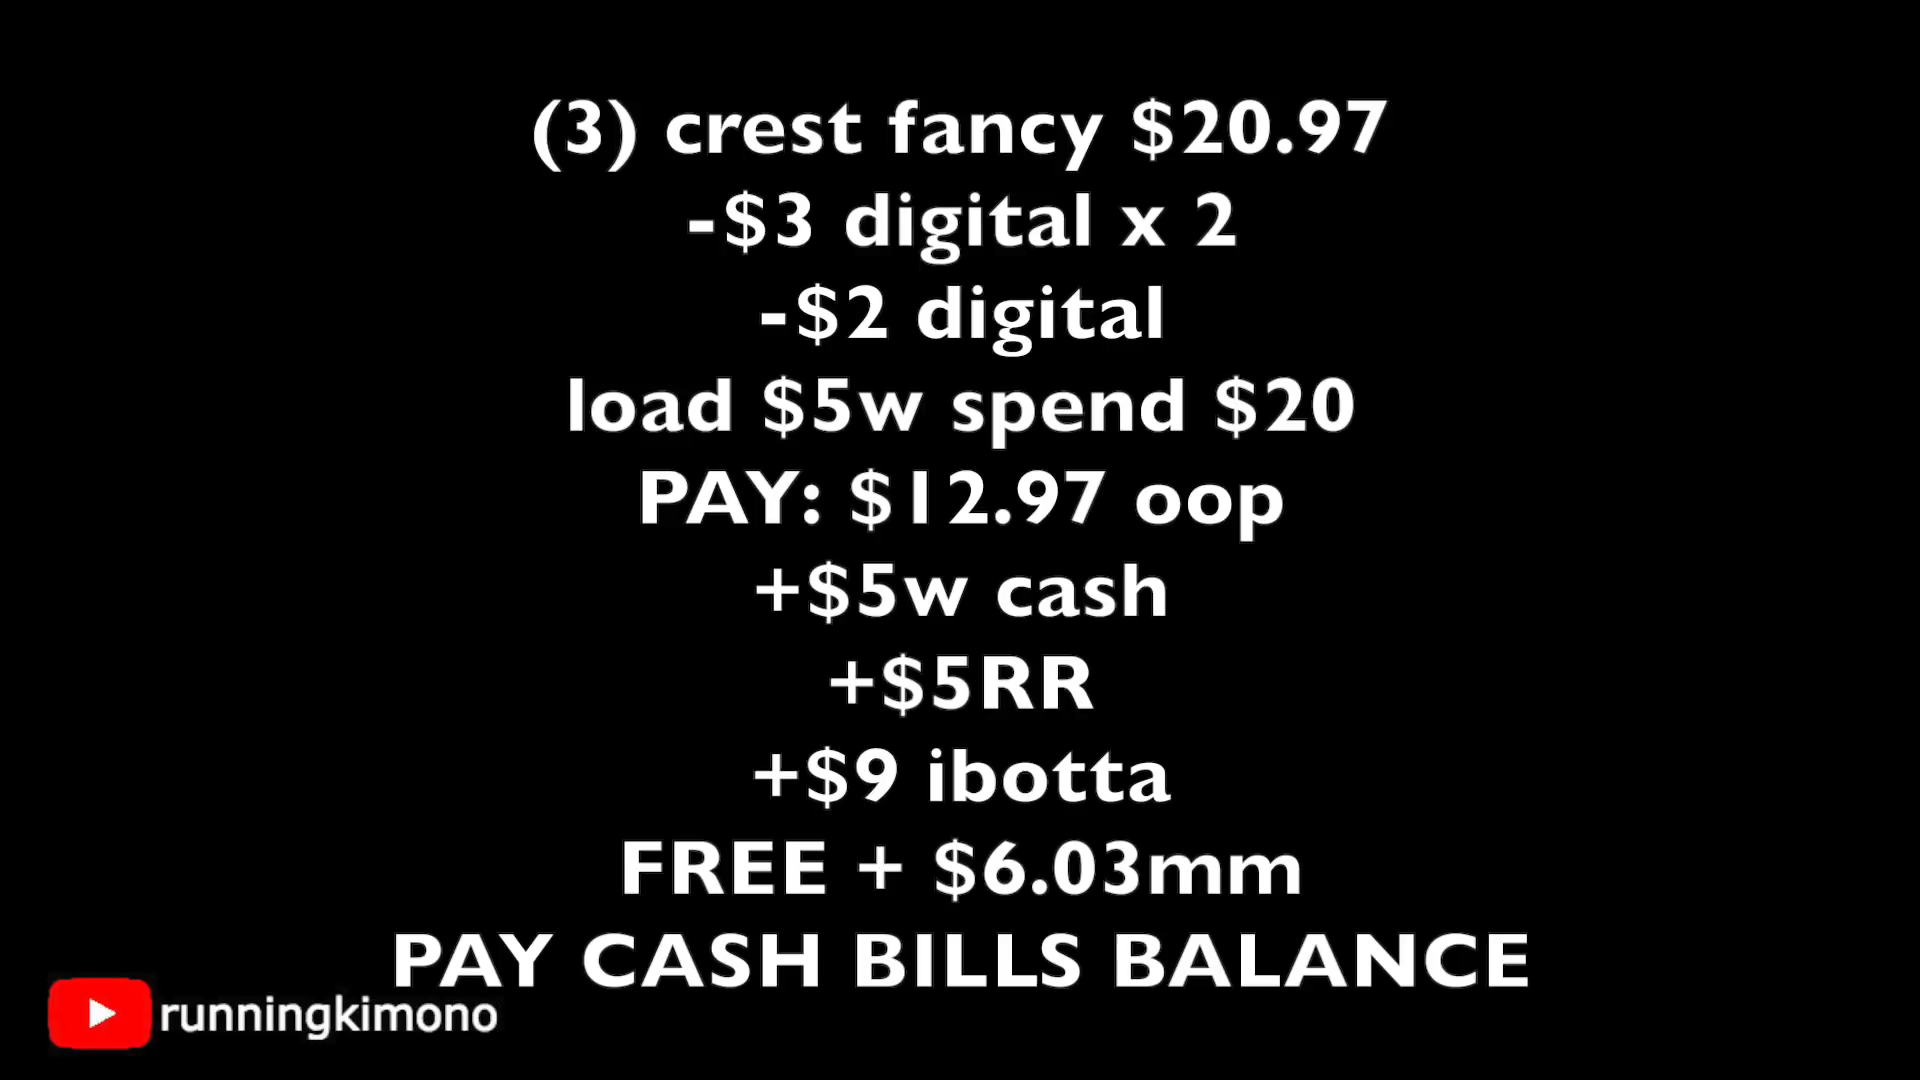 (3) crest fancy $20.97
-$3 digital x 2
-$2 digital
load $5w spend $20
PAY: $12.97 oop
+$5w cash
+$5RR
+$9 ibotta
FREE + $6.03mm
PAY CASH BILLS BALANCE
runningkimono